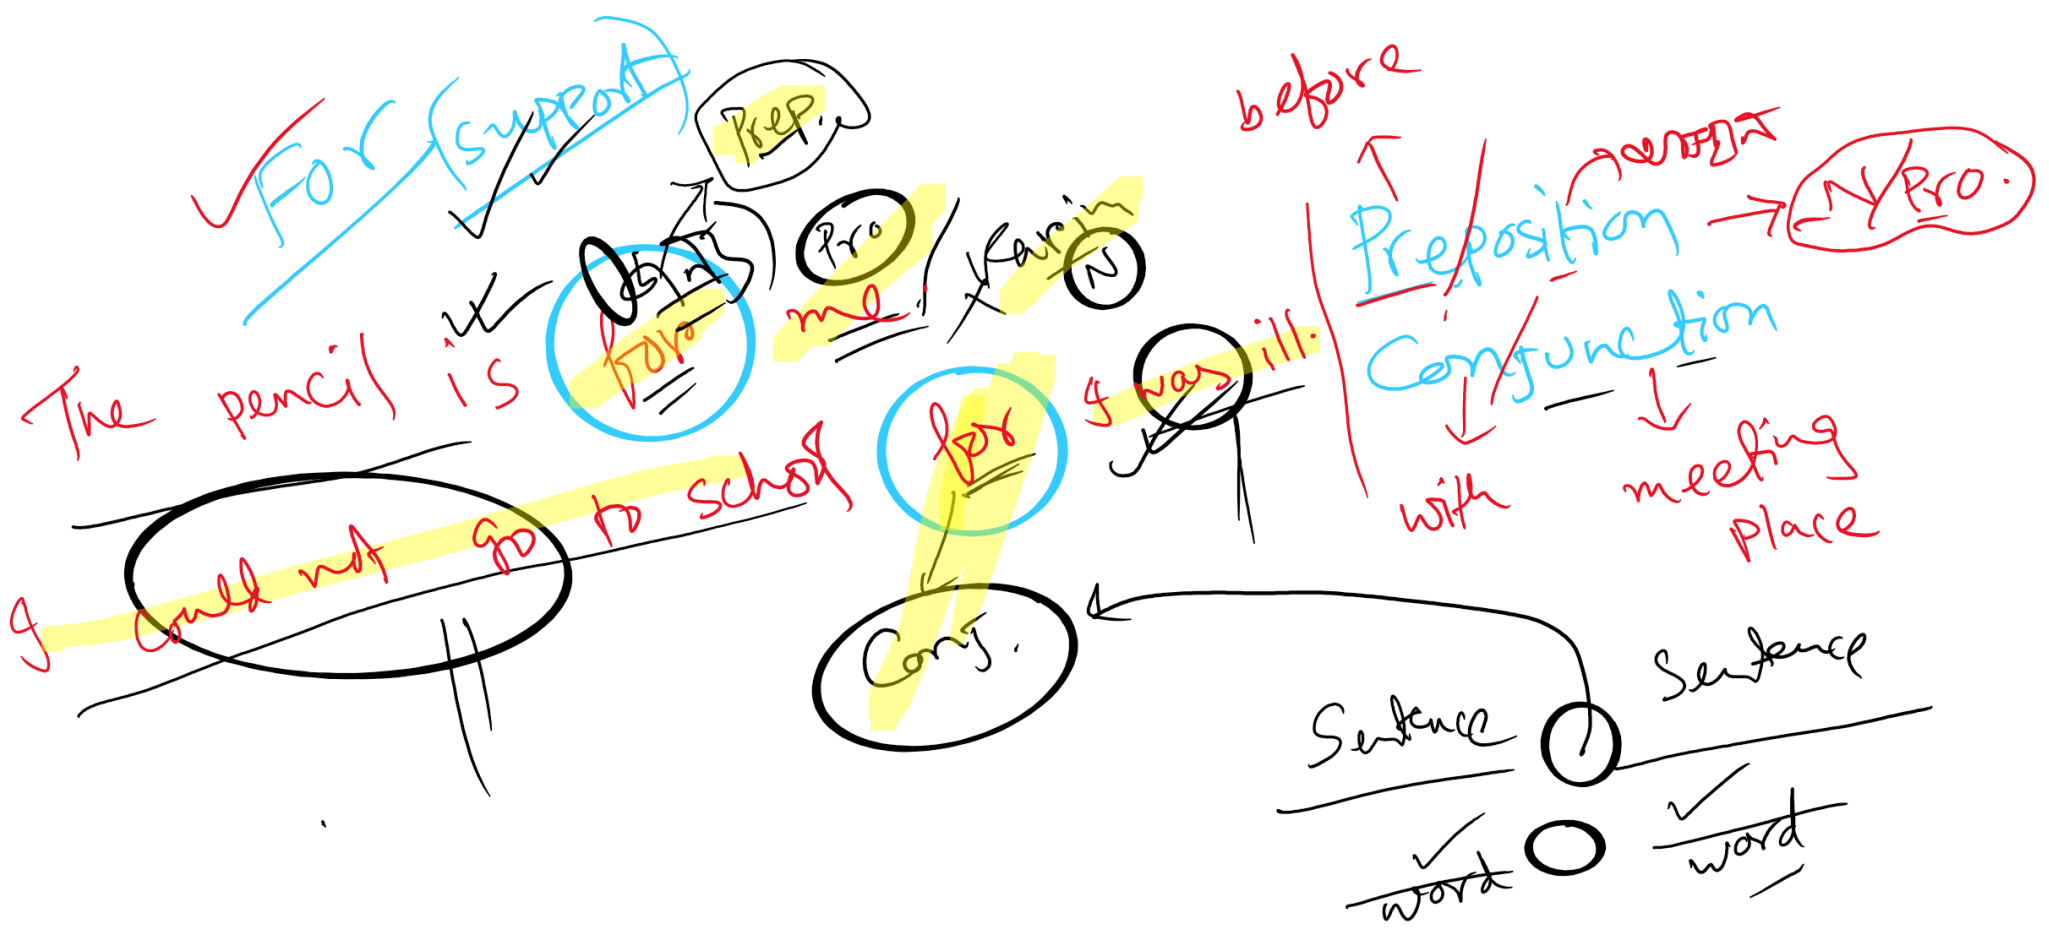 For (support)
Prep.
before
Pro
Karim
N
Preposition
N/Pro.
The pencil is for me /
Conjunction
I could not go to school for I was ill.
with
meeting
place
Conj.
Sentence
Sentence
word
word